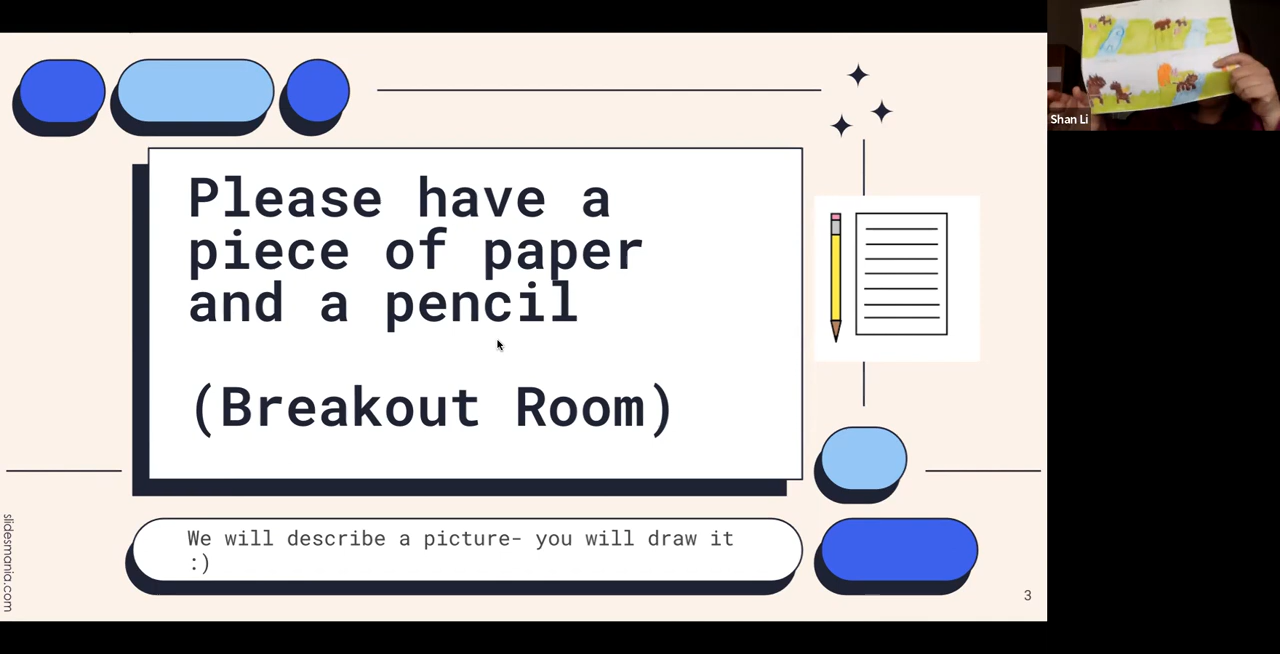 Please have a
piece of paper
and a pencil
(Breakout Room)
We will describe a picture- you will draw it
:)
slidesmania.com
3
Shan Li